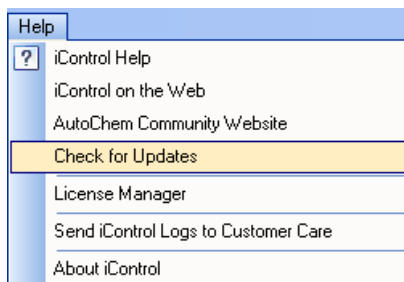 Help
? iControl Help
iControl on the Web
AutoChem Community Website
Check for Updates
License Manager
Send iControl Logs to Customer Care
About iControl